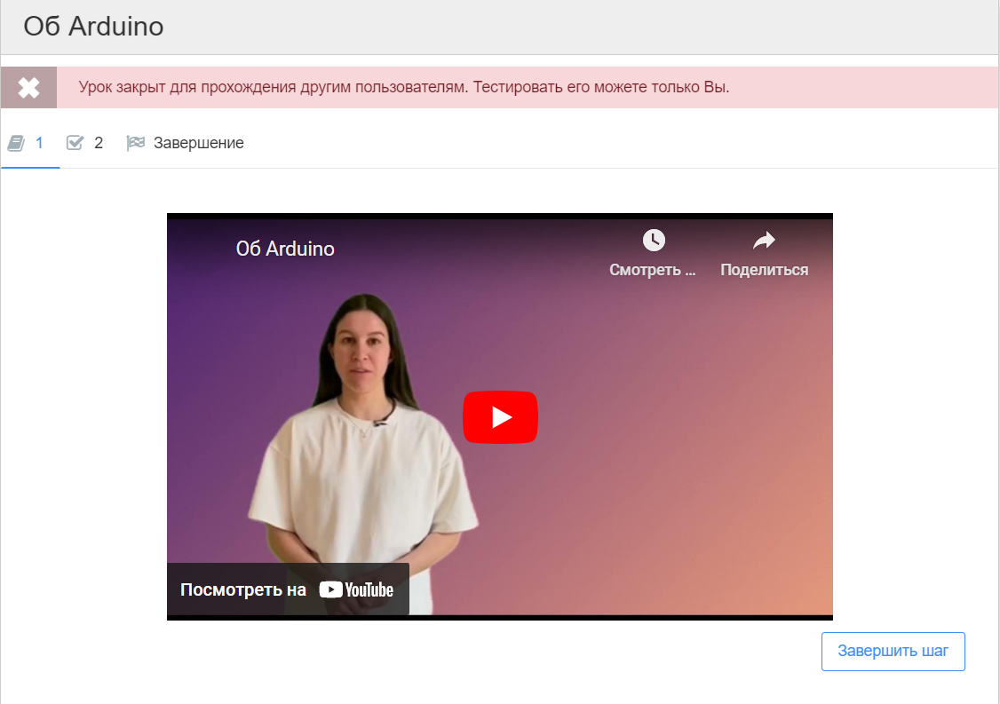 Об Arduino
Урок закрыт для прохождения другим пользователям. Тестировать его можете только Вы.
1 2 Завершение
Об Arduino
Смотреть ... Поделиться
Посмотреть на YouTube
Завершить шаг